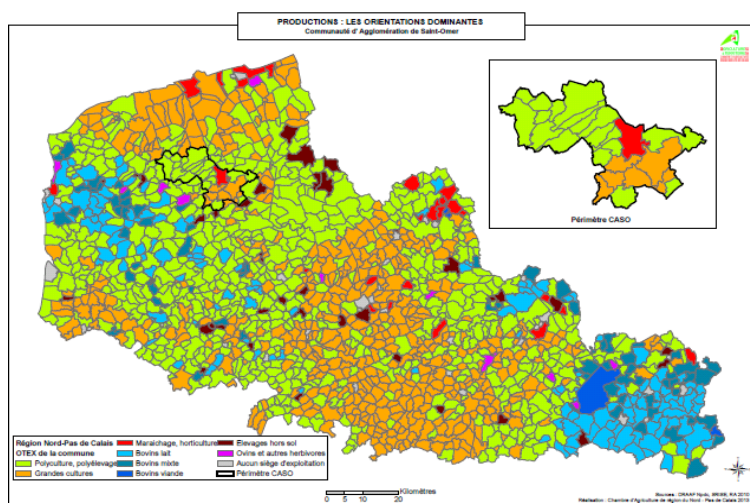 PRODUCTIONS : LES ORIENTATIONS DOMINANTES
Communauté d'Agglomération de Saint-Omer
Périmètre CASO
Région Nord-Pas de Calais
OTEX de la commune
Polyculture, polyélevage
Grandes cultures
Maraichage, horticulture
Bovins lait
Bovins mixte
Bovins viande
Elevages hors sol
Ovins et autres herbivores
Aucun siège d'exploitation
Périmètre CASO
Kilomètres
0 5 10 20
Réalisation : Chambre d'Agriculture de région du Nord - Pas de Calais